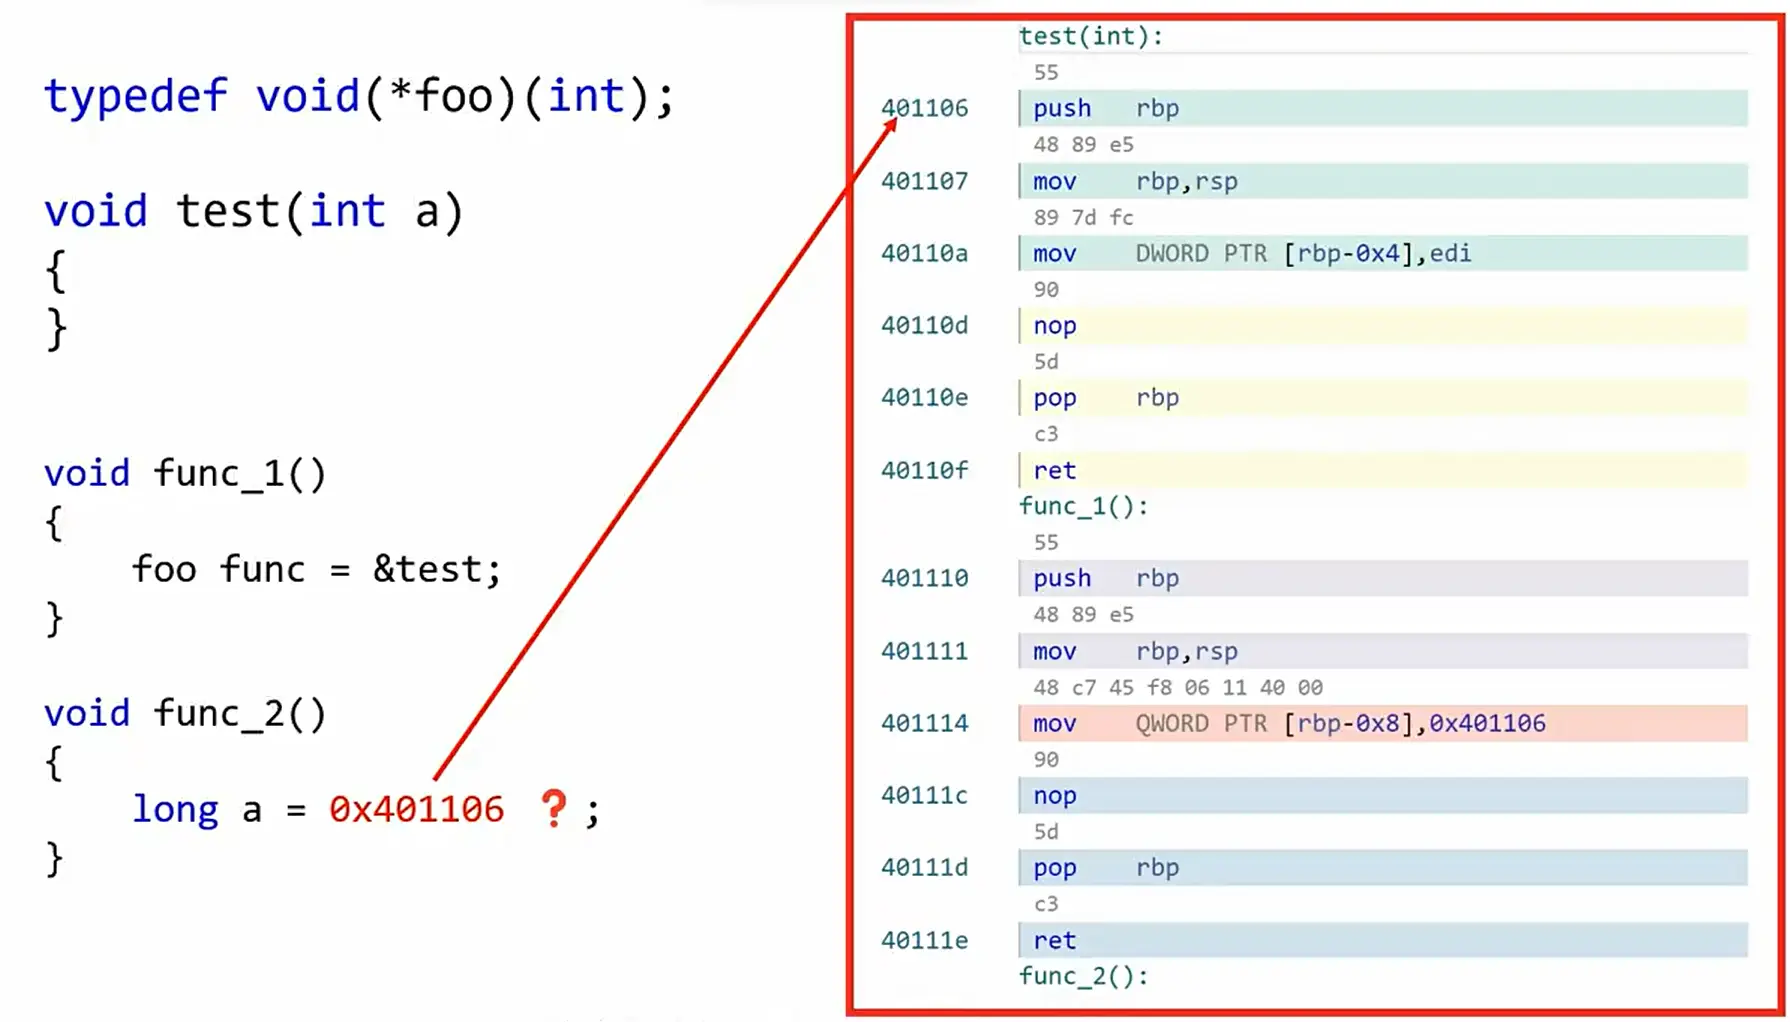 typedef void(*foo)(int);
void test(int a)
{
}
void func_1()
{
    foo func = &test;
}
void func_2()
{
    long a = 0x401106 ❓;
}
test(int):
55
401106 push rbp
48 89 e5
401107 mov rbp,rsp
89 7d fc
40110a mov DWORD PTR [rbp-0x4],edi
90
40110d nop
5d
40110e pop rbp
c3
40110f ret
func_1():
55
401110 push rbp
48 89 e5
401111 mov rbp,rsp
48 c7 45 f8 06 11 40 00
401114 mov QWORD PTR [rbp-0x8],0x401106
90
40111c nop
5d
40111d pop rbp
c3
40111e ret
func_2():